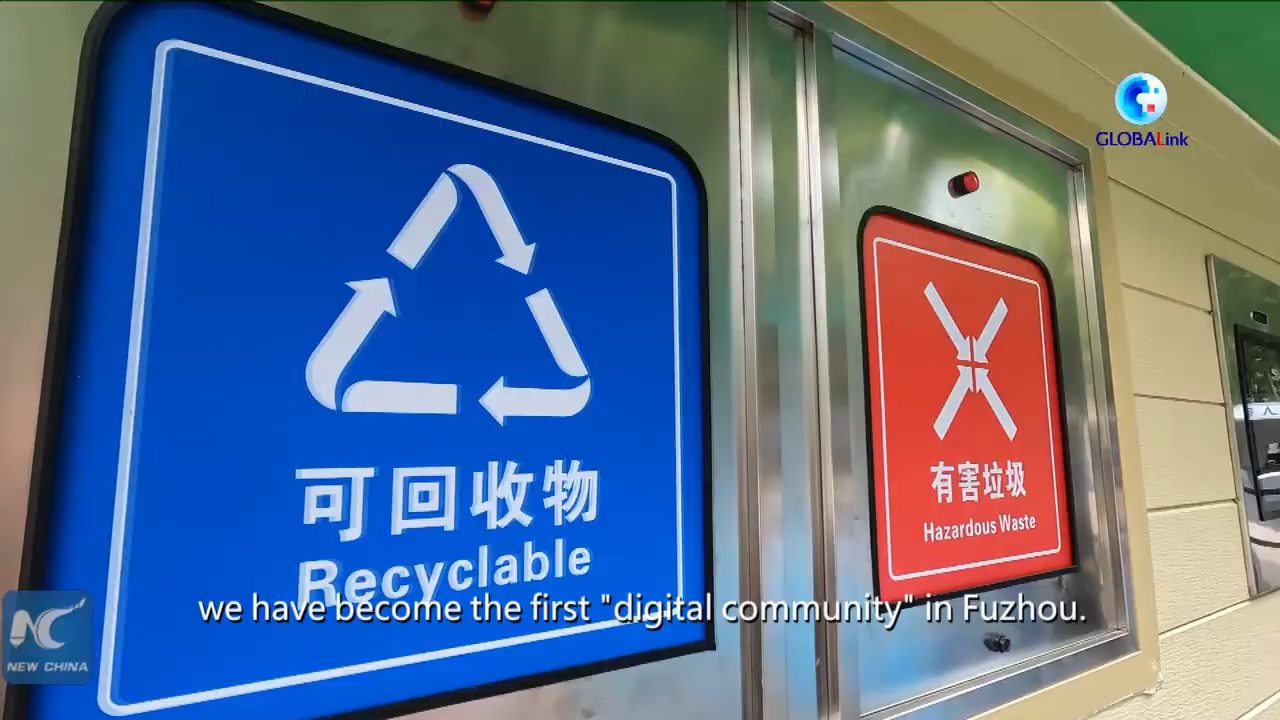 GLOBALink
可回收物
Recyclable
有害垃圾
Hazardous Waste
we have become the first "digital community" in Fuzhou.
NC
NEW CHINA